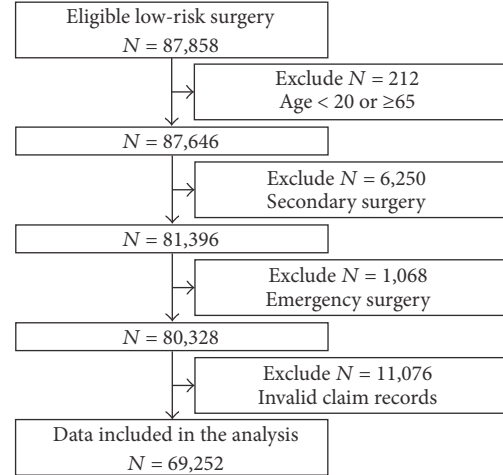 Eligible low-risk surgery
N = 87,858
Exclude N = 212
Age < 20 or ≥65
N = 87,646
Exclude N = 6,250
Secondary surgery
N = 81,396
Exclude N = 1,068
Emergency surgery
N = 80,328
Exclude N = 11,076
Invalid claim records
Data included in the analysis
N = 69,252